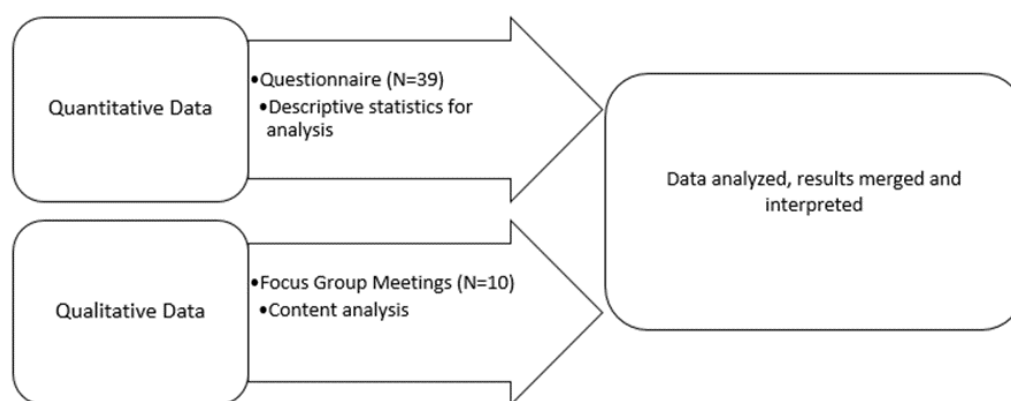 Quantitative Data
•Questionnaire (N=39)
•Descriptive statistics for
analysis
Qualitative Data
•Focus Group Meetings (N=10)
•Content analysis
Data analyzed, results merged and
interpreted